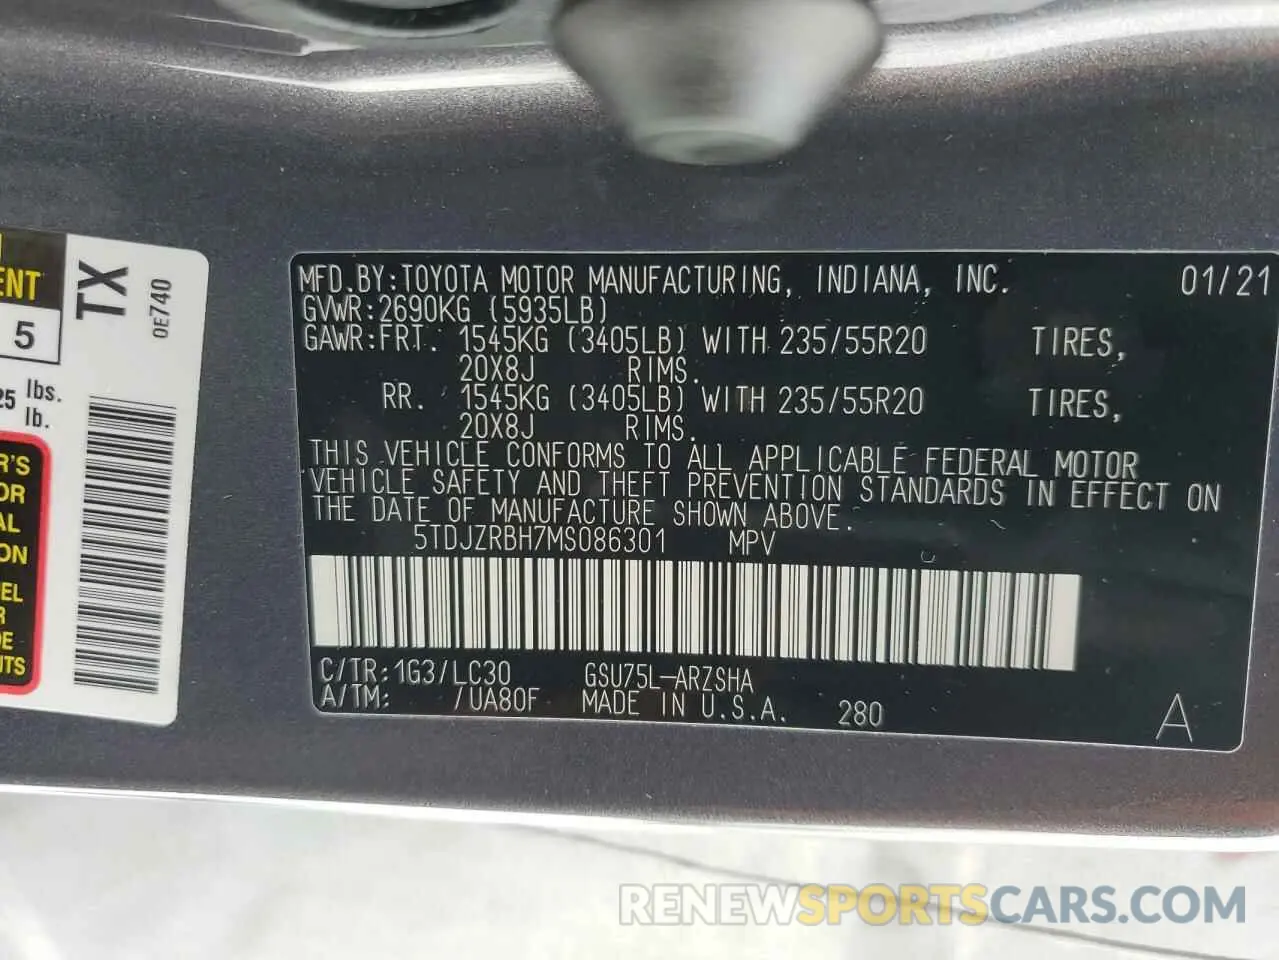 MFD.BY:TOYOTA MOTOR MANUFACTURING, INDIANA, INC. 01/21
GVWR:2690KG (5935LB)
GAWR:FRT. 1545KG (3405LB) WITH 235/55R20 TIRES,
20X8J RIMS.
RR. 1545KG (3405LB) WITH 235/55R20 TIRES,
20X8J RIMS.
THIS VEHICLE CONFORMS TO ALL APPLICABLE FEDERAL MOTOR
VEHICLE SAFETY AND THEFT PREVENTION STANDARDS IN EFFECT ON
THE DATE OF MANUFACTURE SHOWN ABOVE.
5TDJZRBH7MS086301 MPV
C/TR:1G3/LC30 GSU75L-ARZSHA
A/TM: /UA80F MADE IN U.S.A. 280 A
TX
0E740
5
lbs.
lb.
RENEWSPORTSCARS.COM